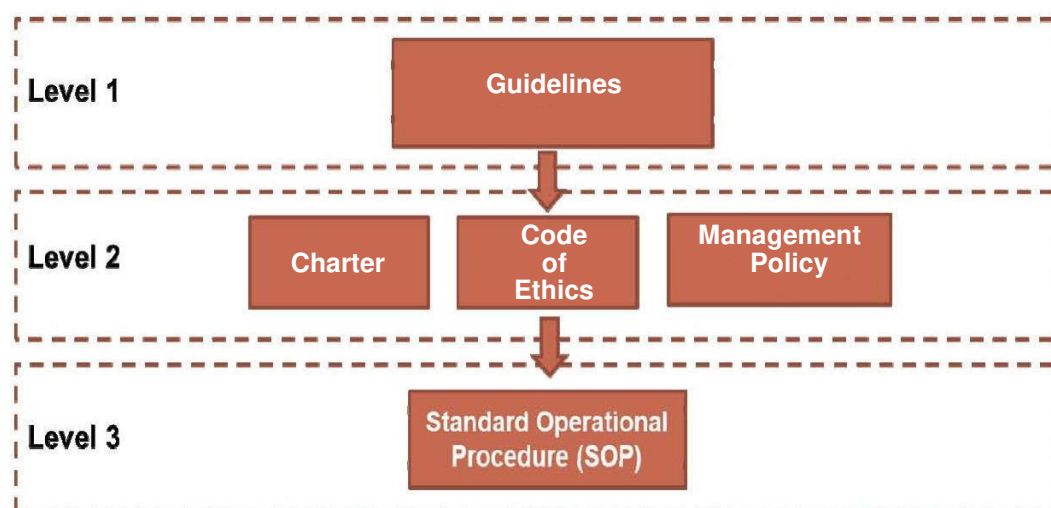 Level 1
Guidelines
Level 2
Charter
Code
of
Ethics
Management
Policy
Level 3
Standard Operational
Procedure (SOP)